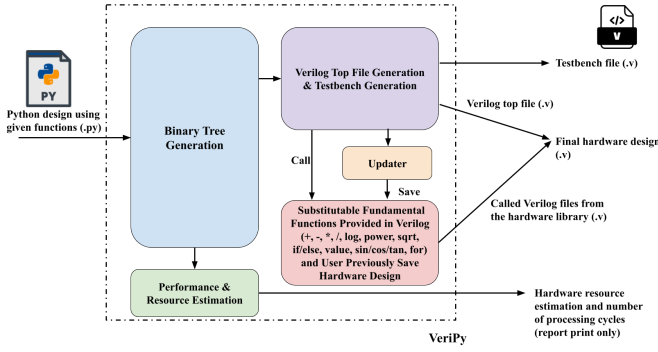 PY
Python design using
given functions (.py)
Binary Tree
Generation
Verilog Top File Generation
& Testbench Generation
Call
Updater
Save
Substitutable Fundamental
Functions Provided in Verilog
(+, -, *, /, log, power, sqrt,
if/else, value, sin/cos/tan, for)
and User Previously Save
Hardware Design
Performance &
Resource Estimation
VeriPy
V
Testbench file (.v)
Verilog top file (.v)
Final hardware design
(.v)
Called Verilog files from
the hardware library (.v)
Hardware resource
estimation and number
of processing cycles
(report print only)